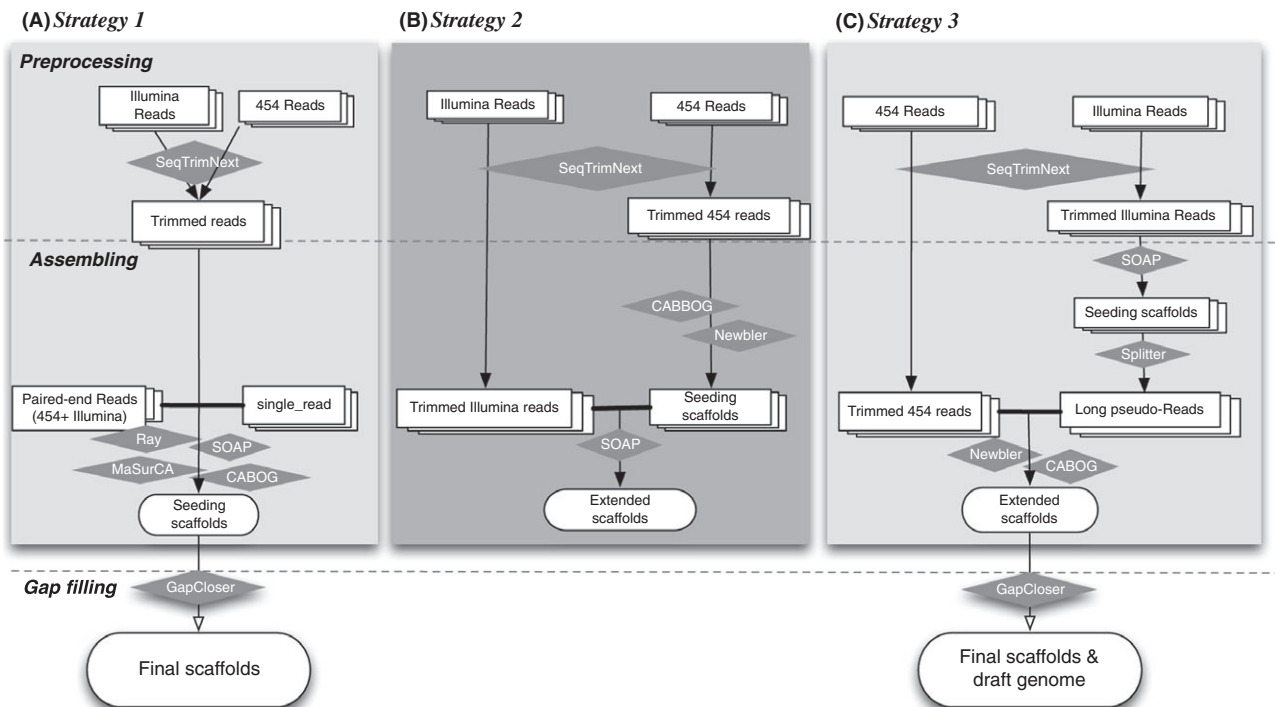 (A) Strategy 1
Preprocessing
Illumina
Reads
454 Reads
SeqTrimNext
Trimmed reads
Assembling
Paired-end Reads
(454+ Illumina)
single_read
Ray
SOAP
MaSurCA
CABOG
Seeding
scaffolds
Gap filling
GapCloser
Final scaffolds
(B) Strategy 2
Illumina Reads
454 Reads
SeqTrimNext
Trimmed 454 reads
CABBOG
Newbler
Trimmed Illumina reads
Seeding
scaffolds
SOAP
Extended
scaffolds
(C) Strategy 3
454 Reads
Illumina Reads
SeqTrimNext
Trimmed Illumina Reads
SOAP
Seeding scaffolds
Splitter
Trimmed 454 reads
Long pseudo-Reads
Newbler
CABOG
Extended
scaffolds
GapCloser
Final scaffolds &
draft genome